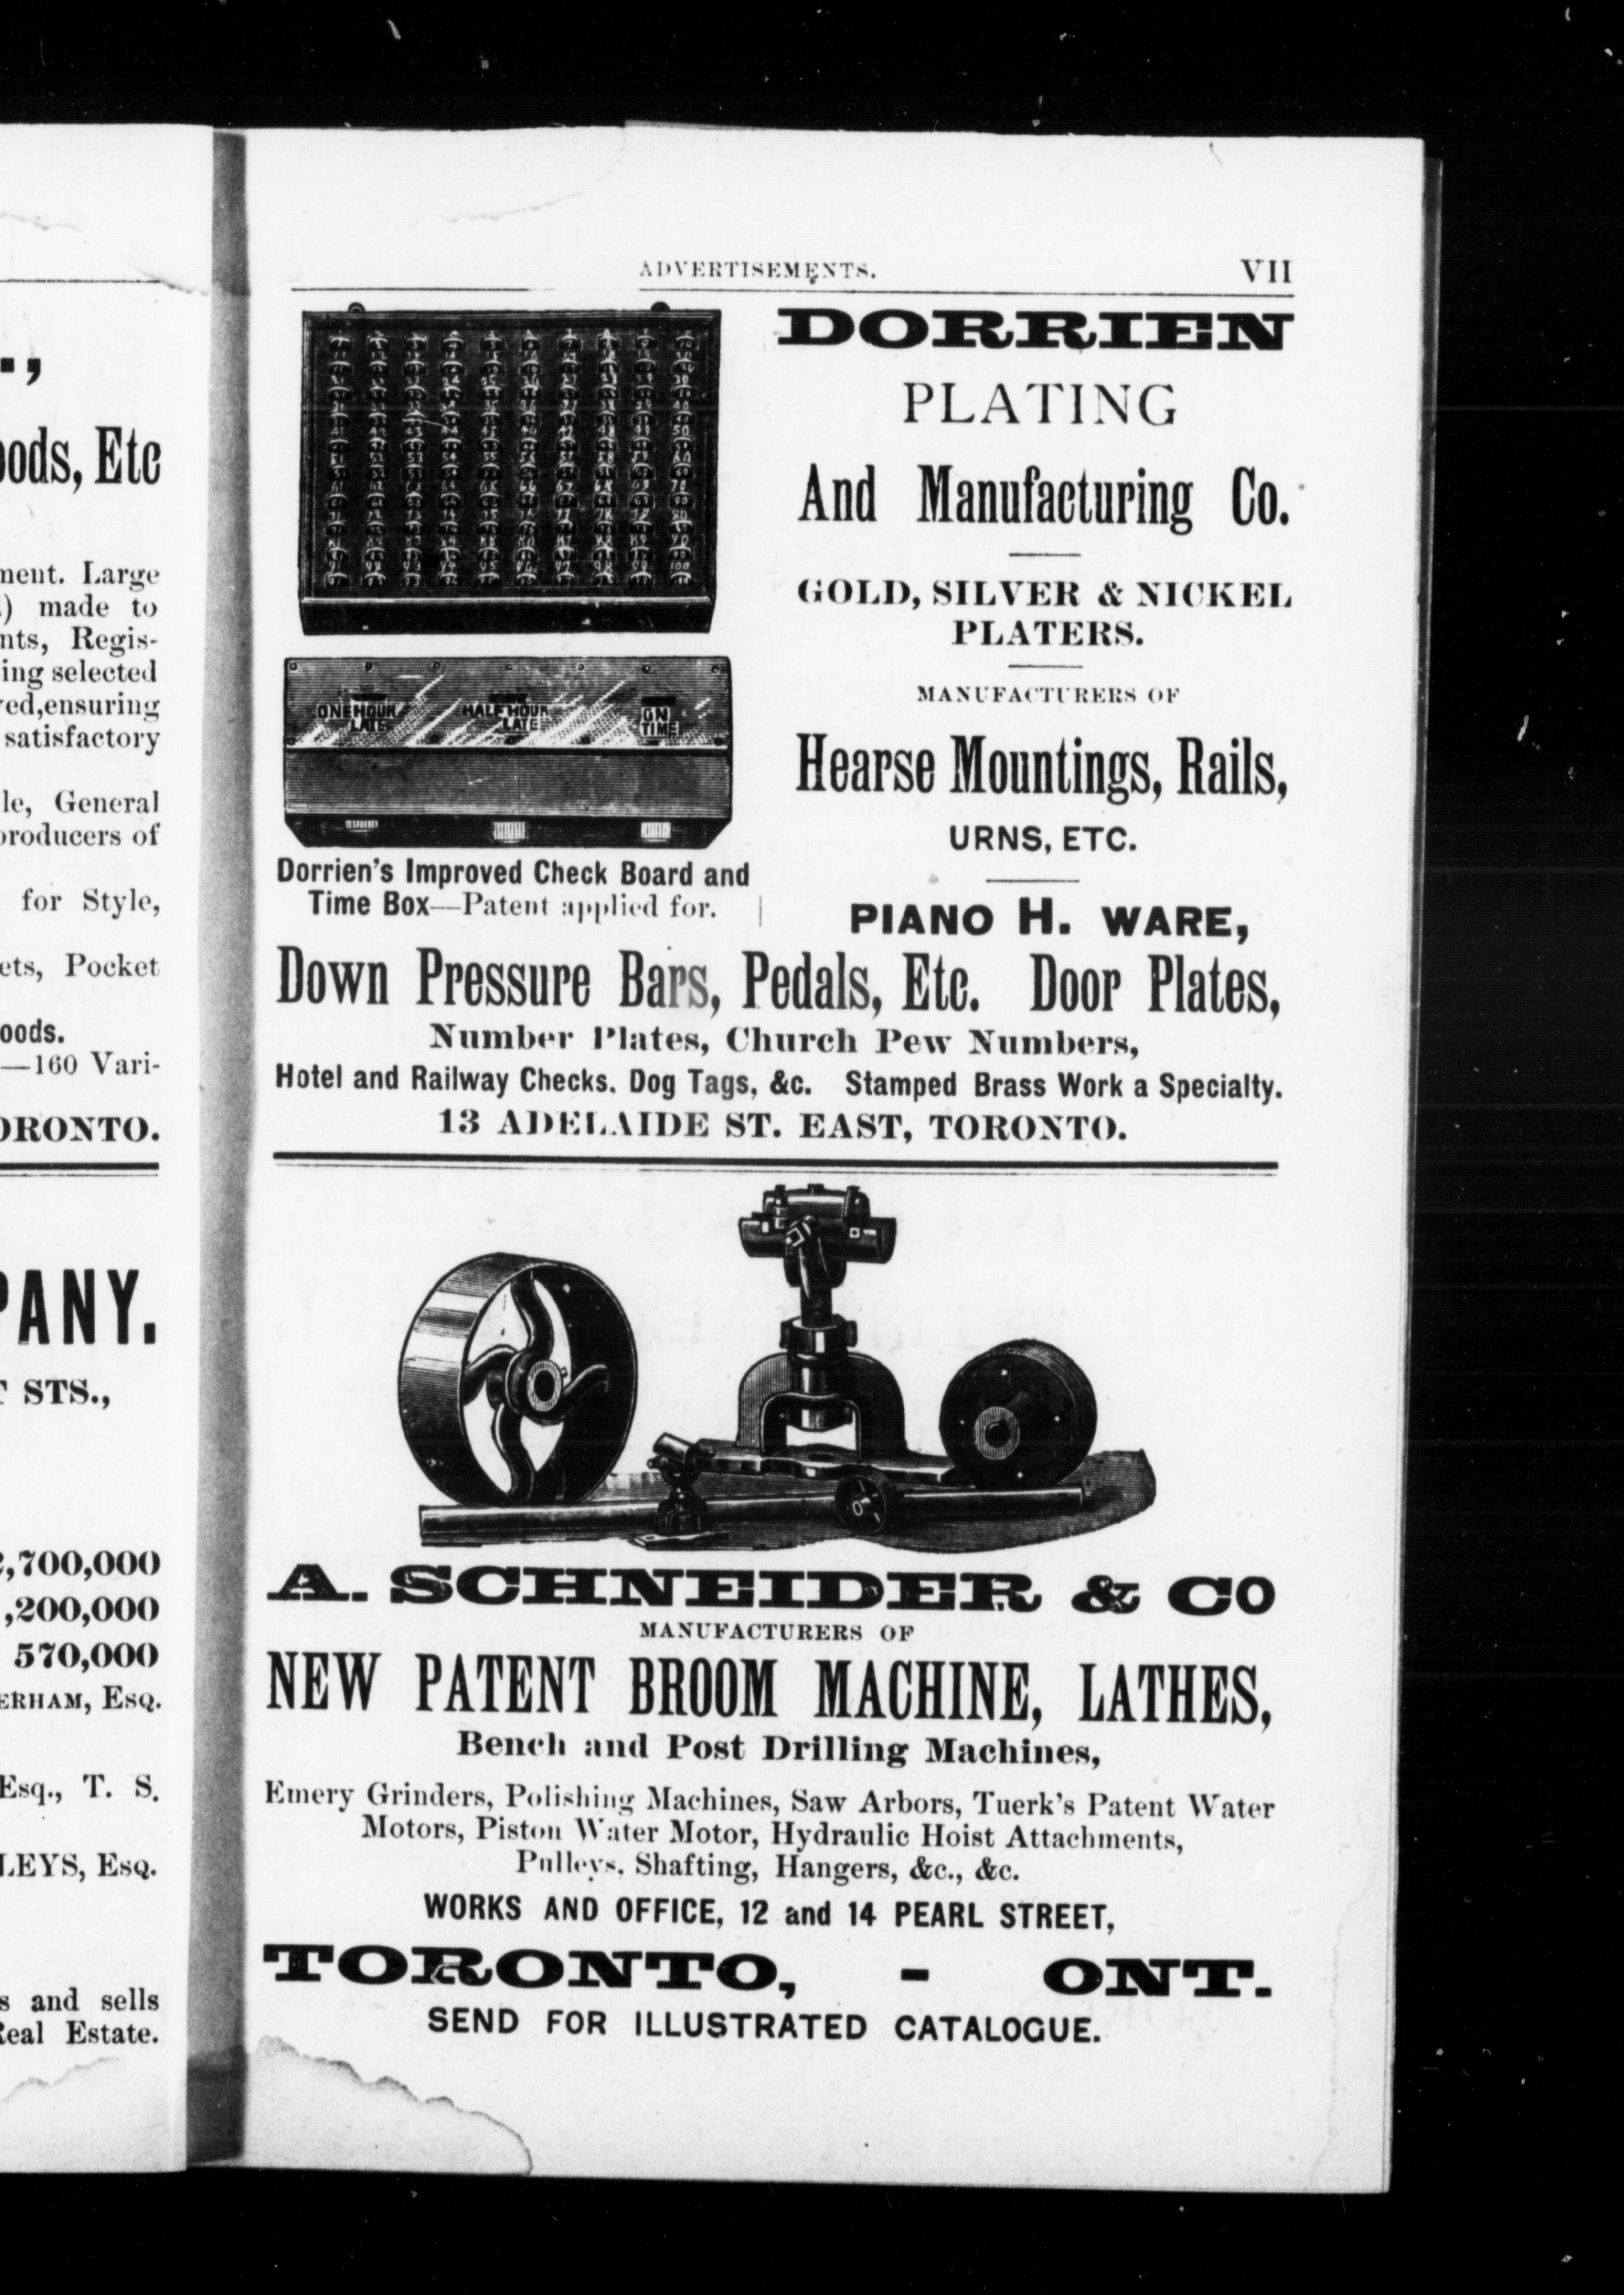 .,
oods, Etc
ment. Large
) made to
nts, Regis-
ing selected
red,ensuring
satisfactory
le, General
producers of
for Style,
ets, Pocket
oods.
—160 Vari-
ORONTO.
PANY.
T STS.,
2,700,000
,200,000
570,000
ERHAM, ESQ.
Esq., T. S.
LEYS, ESQ.
s and sells
Real Estate.
ADVERTISEMENTS. VII
DORRIEN
PLATING
And Manufacturing Co.
GOLD, SILVER & NICKEL
PLATERS.
MANUFACTURERS OF
Hearse Mountings, Rails,
URNS, ETC.
ONE HOUR LATE
HALF HOUR LATE
ON TIME
Dorrien's Improved Check Board and
Time Box—Patent applied for.
PIANO H. WARE,
Down Pressure Bars, Pedals, Etc. Door Plates,
Number Plates, Church Pew Numbers,
Hotel and Railway Checks. Dog Tags, &c. Stamped Brass Work a Specialty.
13 ADELAIDE ST. EAST, TORONTO.
A. SCHNEIDER & CO
MANUFACTURERS OF
NEW PATENT BROOM MACHINE, LATHES,
Bench and Post Drilling Machines,
Emery Grinders, Polishing Machines, Saw Arbors, Tuerk's Patent Water
Motors, Piston Water Motor, Hydraulic Hoist Attachments,
Pulleys, Shafting, Hangers, &c., &c.
WORKS AND OFFICE, 12 and 14 PEARL STREET,
TORONTO, - ONT.
SEND FOR ILLUSTRATED CATALOGUE.